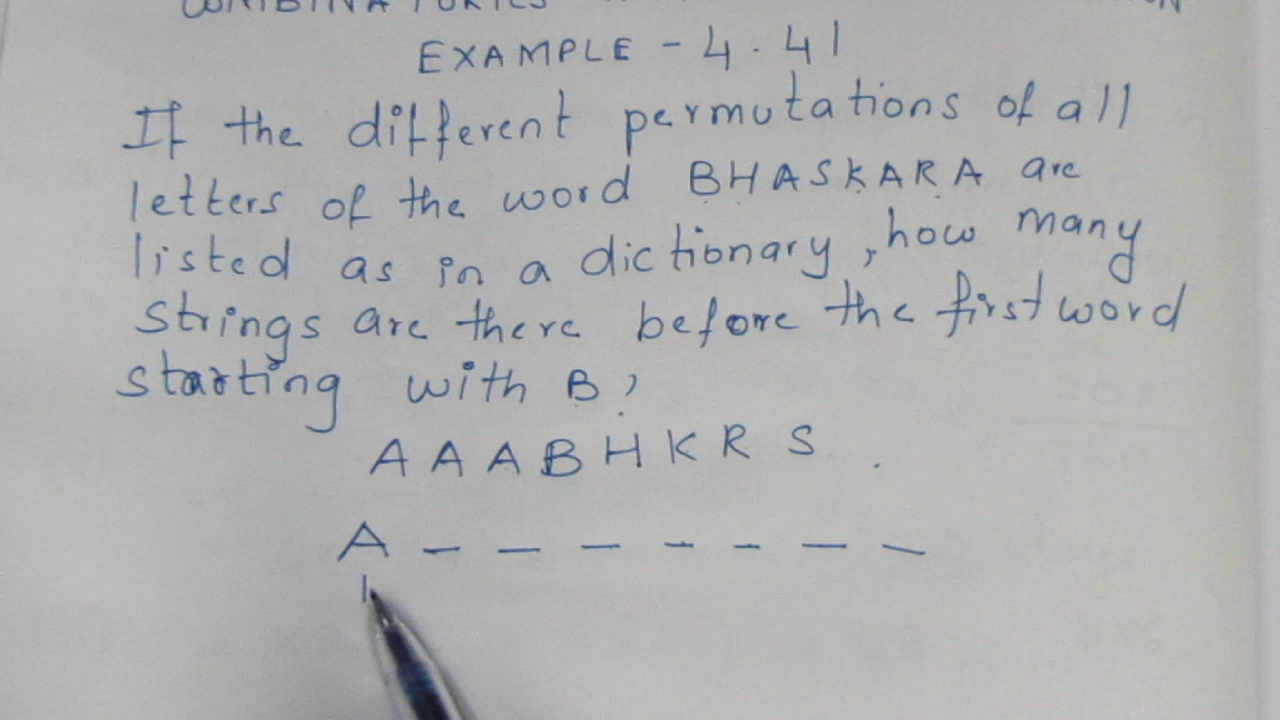 EXAMPLE - 4.41
If the different permutations of all
letters of the word BHASKARA are
listed as in a dictionary, how many
strings are there before the first word
starting with B?
A A A B H K R S .
A _ _ _ _ _ _ _
1